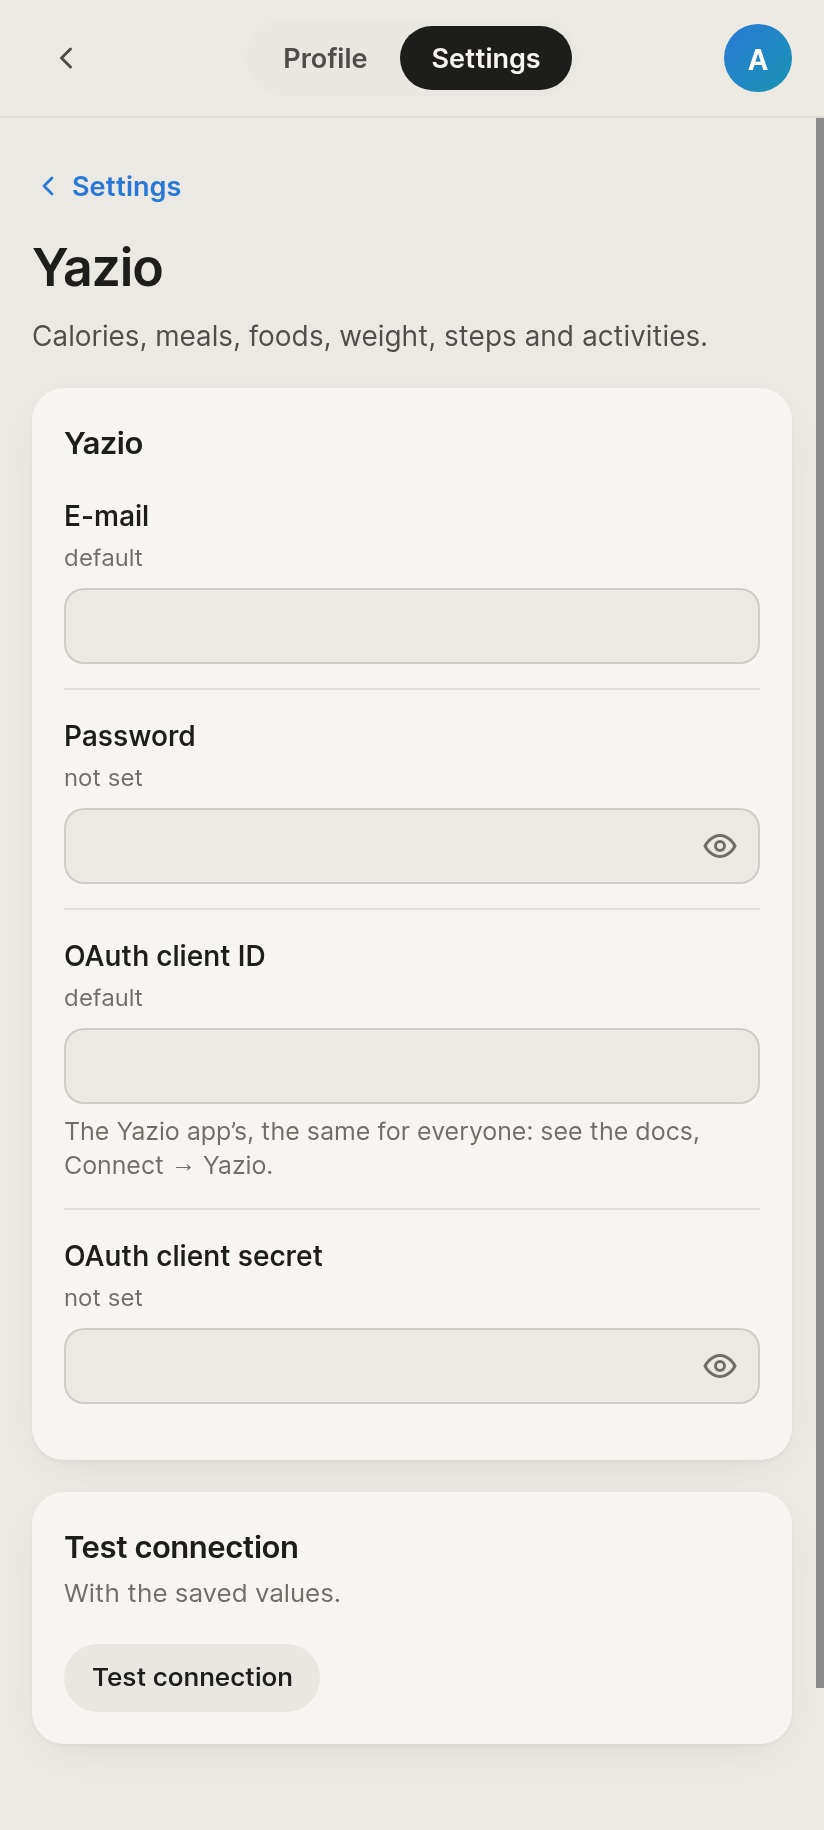 Profile
Settings
A
Settings
Yazio
Calories, meals, foods, weight, steps and activities.
Yazio
E-mail
default
Password
not set
OAuth client ID
default
The Yazio app’s, the same for everyone: see the docs,
Connect → Yazio.
OAuth client secret
not set
Test connection
With the saved values.
Test connection